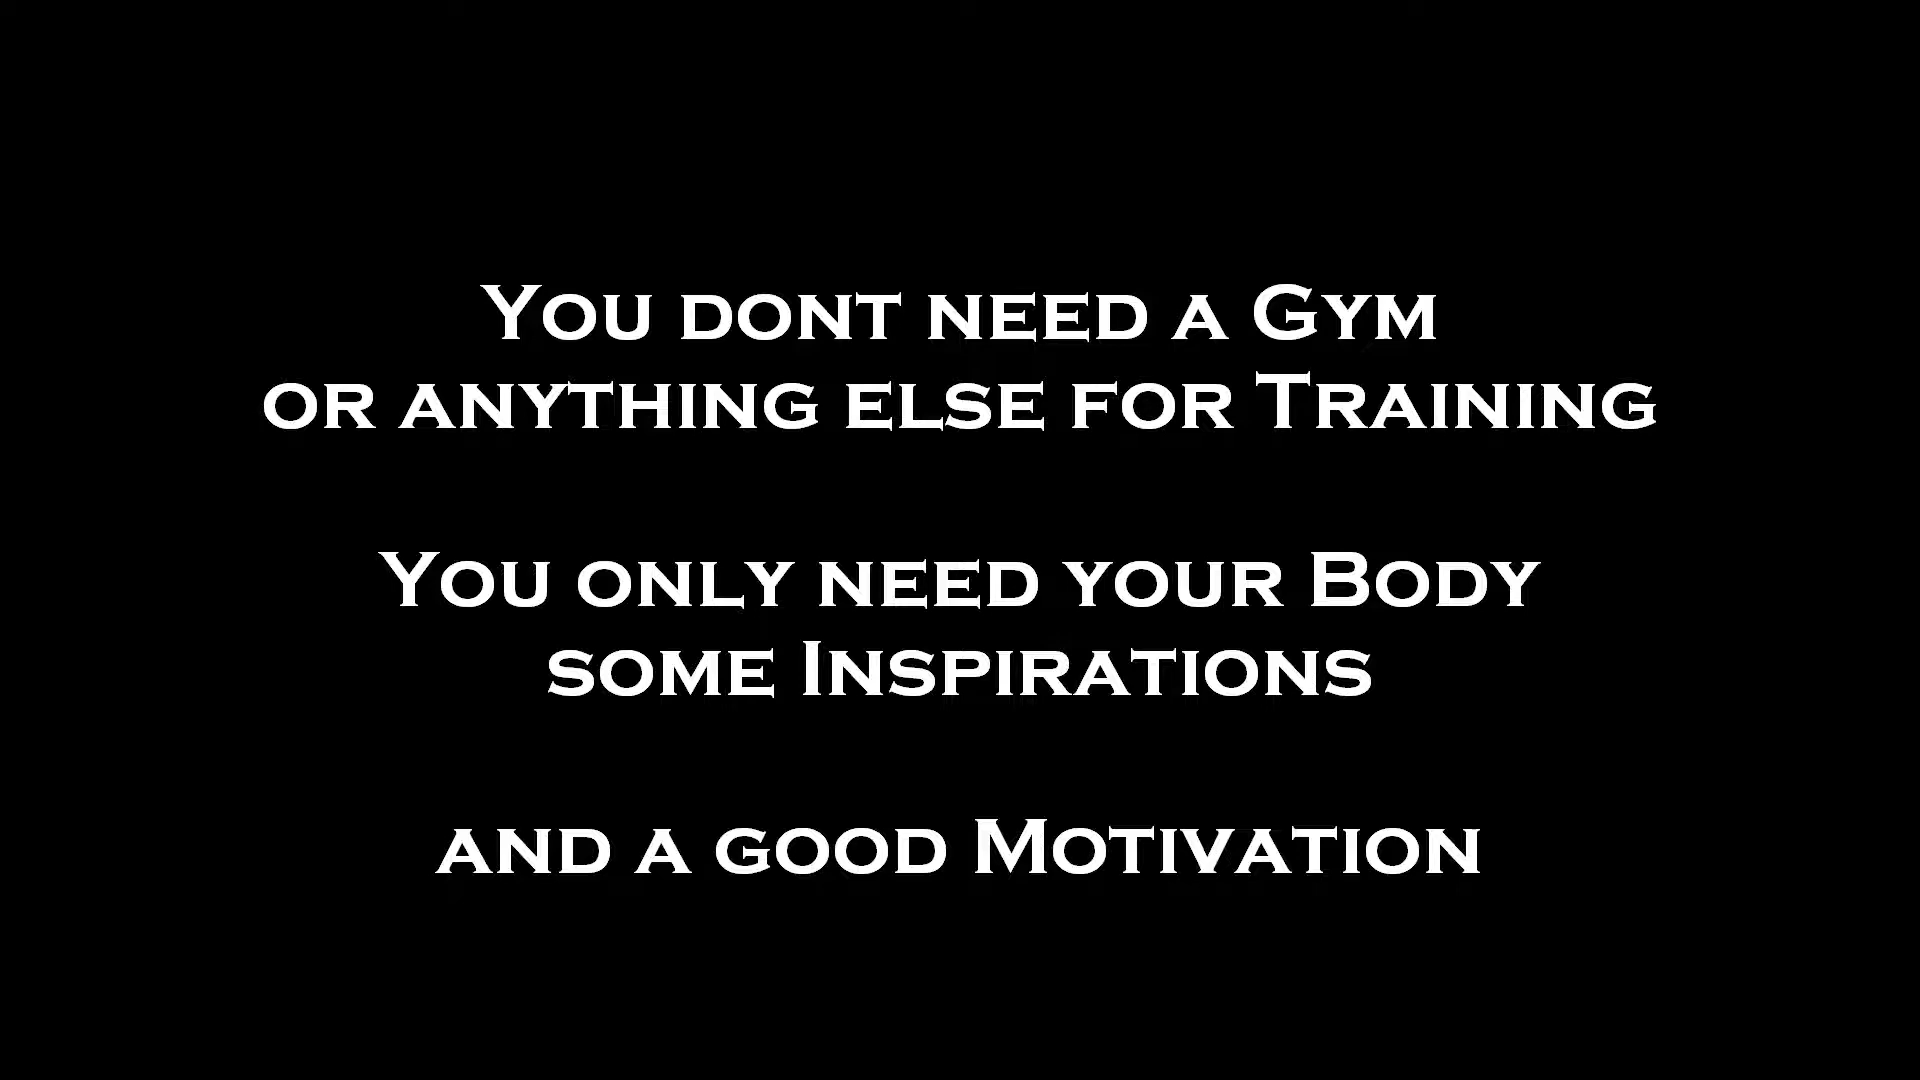 You dont need a Gym
or anything else for Training
You only need your Body
some Inspirations
and a good Motivation